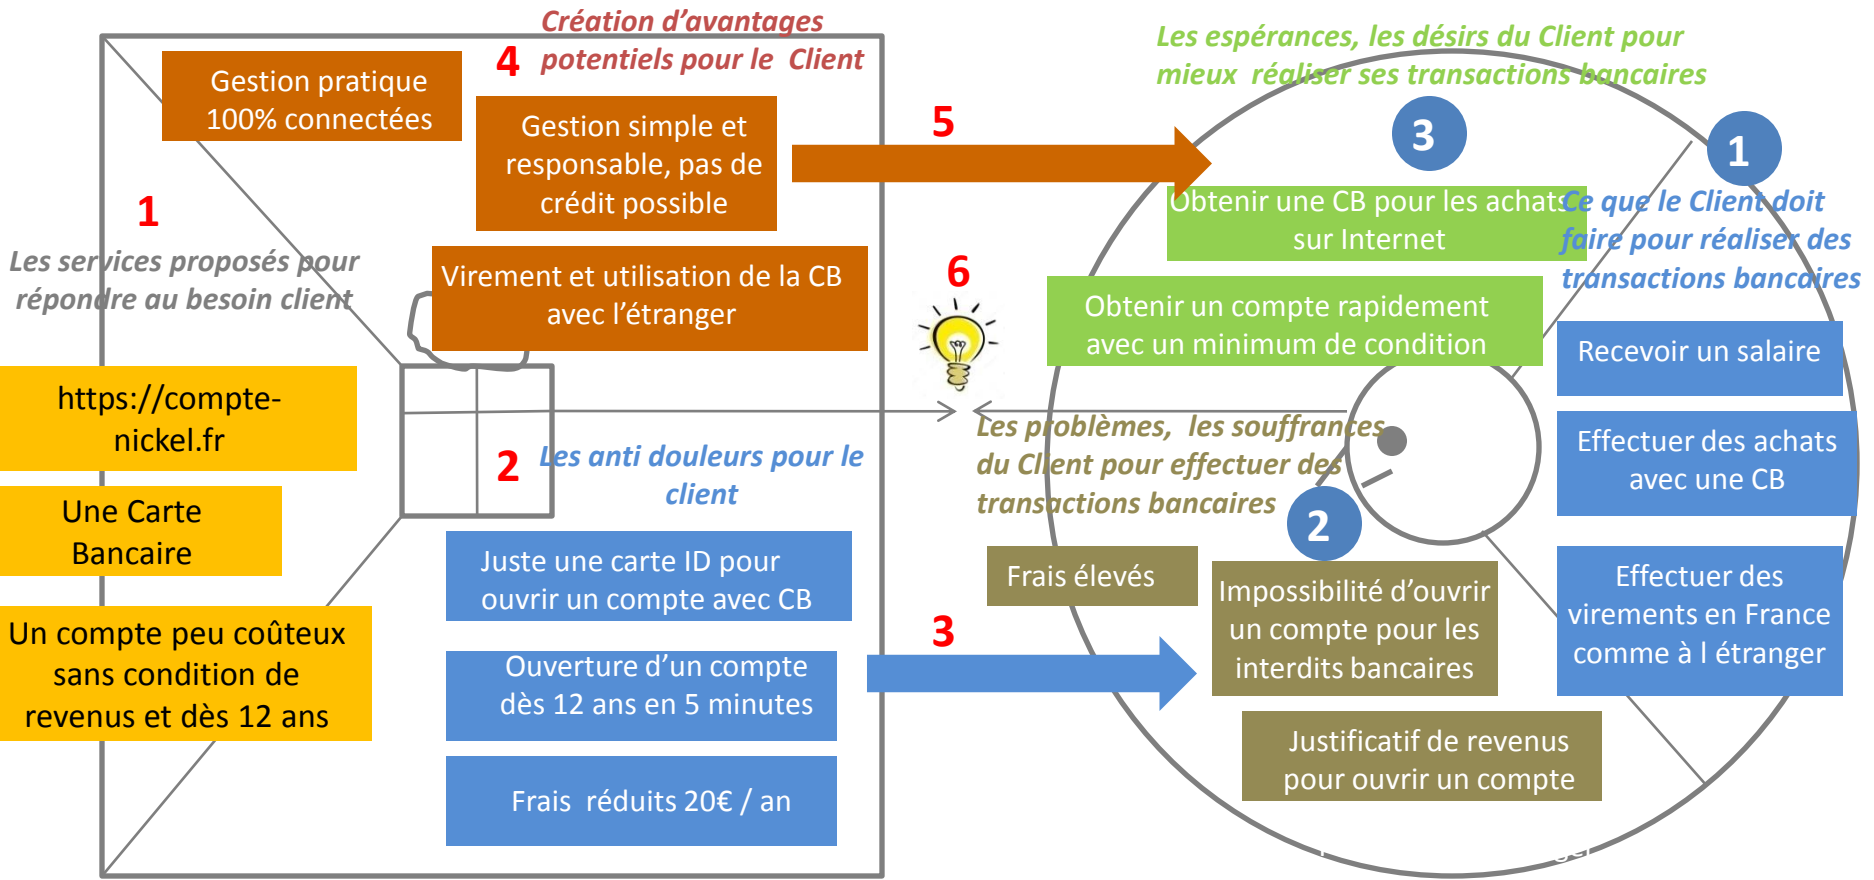 Création d’avantages
4 potentiels pour le Client
Gestion pratique
100% connectées
Gestion simple et
responsable, pas de
crédit possible
Virement et utilisation de la CB
avec l’étranger
1
Les services proposés pour
répondre au besoin client
https://compte-
nickel.fr
Une Carte
Bancaire
Un compte peu coûteux
sans condition de
revenus et dès 12 ans
2 Les anti douleurs pour le
client
Juste une carte ID pour
ouvrir un compte avec CB
Ouverture d’un compte
dès 12 ans en 5 minutes
Frais réduits 20€ / an
5
6
3
Les espérances, les désirs du Client pour
mieux réaliser ses transactions bancaires
3
Obtenir une CB pour les achats
sur Internet
Obtenir un compte rapidement
avec un minimum de condition
1
Ce que le Client doit
faire pour réaliser des
transactions bancaires
Recevoir un salaire
Effectuer des achats
avec une CB
Effectuer des
virements en France
comme à l étranger
Les problèmes, les souffrances
du Client pour effectuer des
transactions bancaires
2
Frais élevés
Impossibilité d’ouvrir
un compte pour les
interdits bancaires
Justificatif de revenus
pour ouvrir un compte